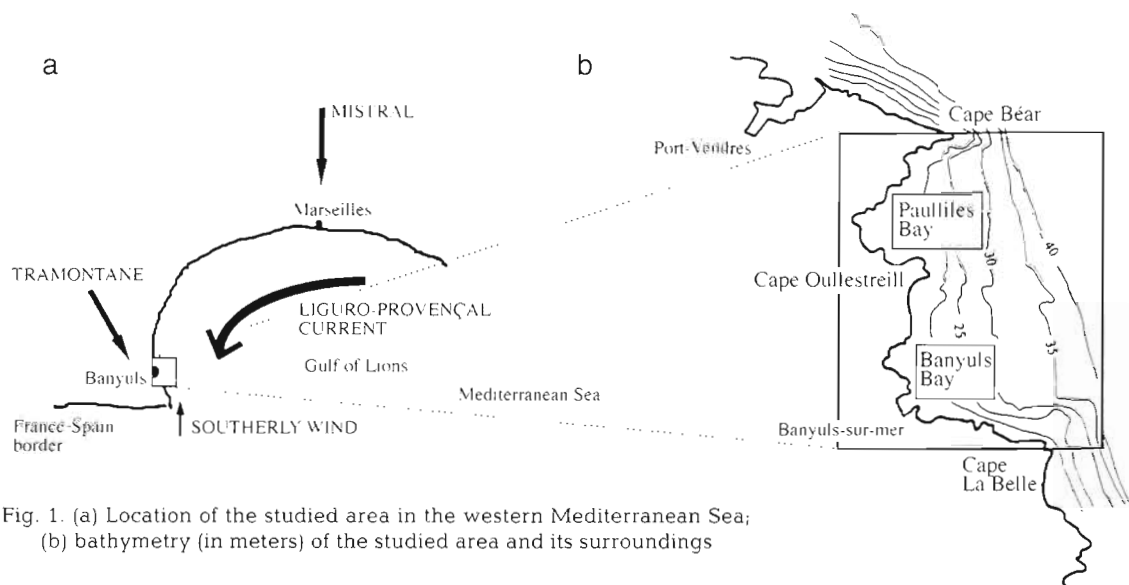 a
b
MISTRAL
Marseilles
TRAMONTANE
LIGURO-PROVENÇAL
CURRENT
Gulf of Lions
Banyuls
Mediterranean Sea
France-Spain
border
SOUTHERLY WIND
Cape Béar
Port-Vendres
Paulliles
Bay
Cape Oullestreill
30
40
25
35
Banyuls
Bay
Banyuls-sur-mer
Cape
La Belle
Fig. 1. (a) Location of the studied area in the western Mediterranean Sea;
(b) bathymetry (in meters) of the studied area and its surroundings